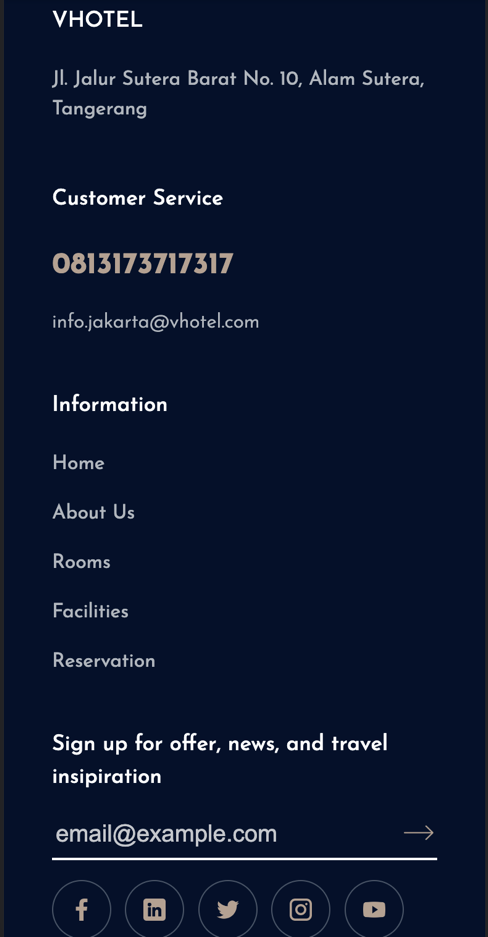 VHOTEL
Jl. Jalur Sutera Barat No. 10, Alam Sutera,
Tangerang
Customer Service
0813173717317
info.jakarta@vhotel.com
Information
Home
About Us
Rooms
Facilities
Reservation
Sign up for offer, news, and travel
insipiration
email@example.com